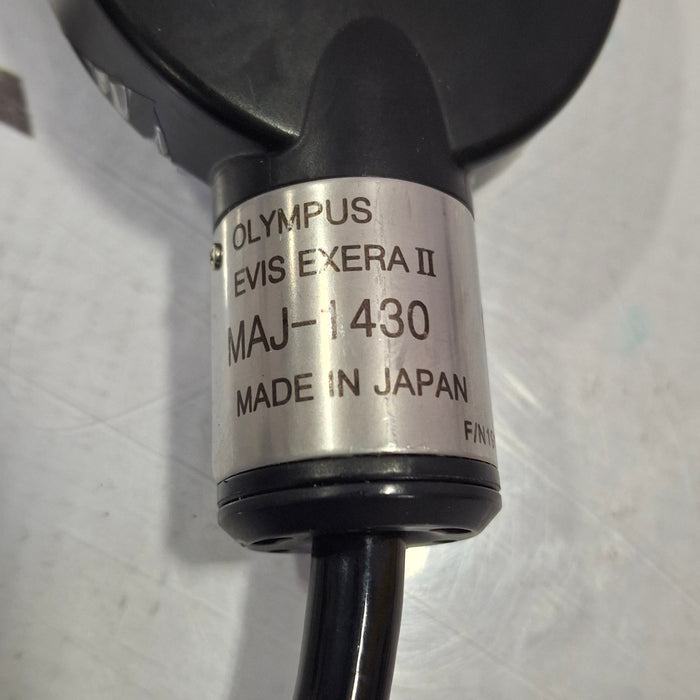 OLYMPUS
EVIS EXERA II
MAJ-1430
MADE IN JAPAN
F/N